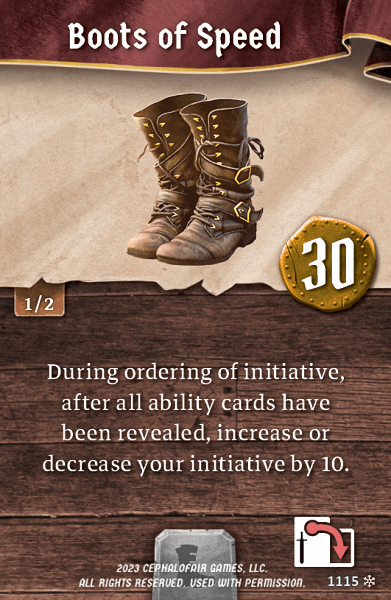 Boots of Speed
30
1/2
During ordering of initiative,
after all ability cards have
been revealed, increase or
decrease your initiative by 10.
2023 CEPHALOFAIR GAMES, LLC.
ALL RIGHTS RESERVED. USED WITH PERMISSION.
1115